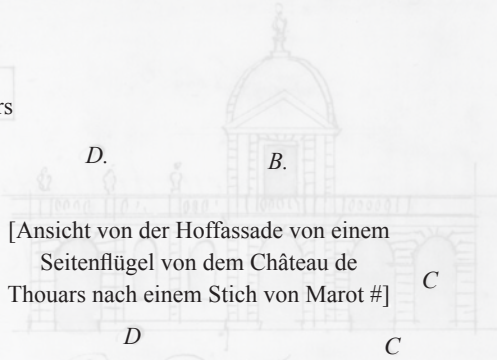 rs
D. B.
[Ansicht von der Hoffassade von einem
Seitenflügel von dem Château de
Thouars nach einem Stich von Marot #]
C
D C